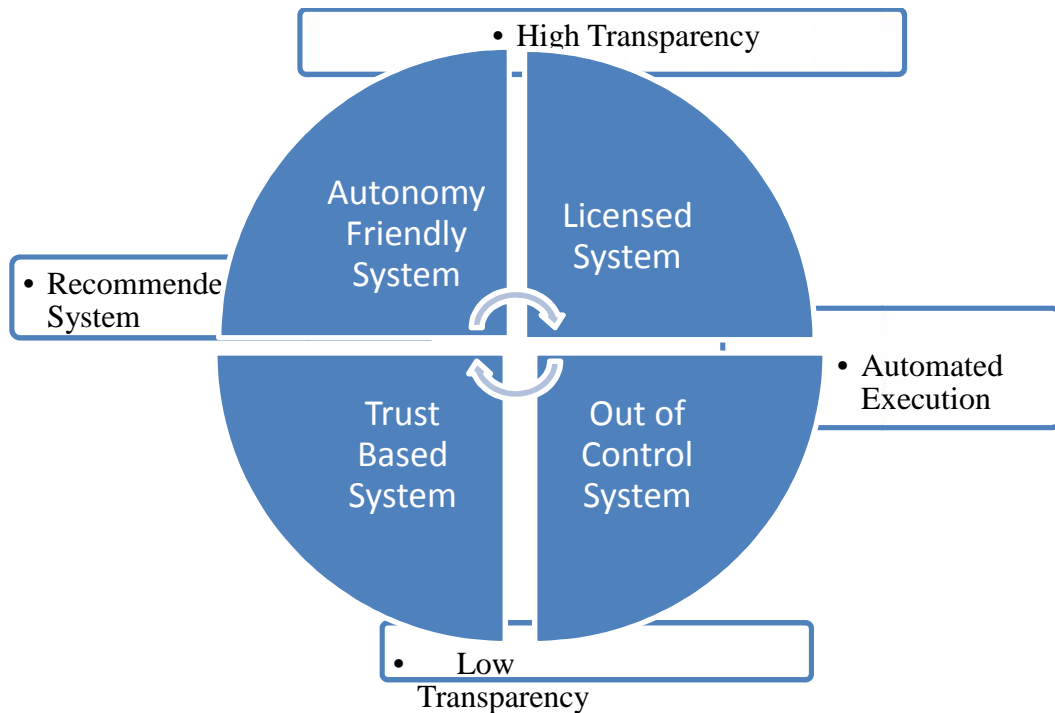 • High Transparency
Autonomy
Friendly
System
Licensed
System
• Recommende
System
• Automated
Execution
Trust
Based
System
Out of
Control
System
• Low
Transparency